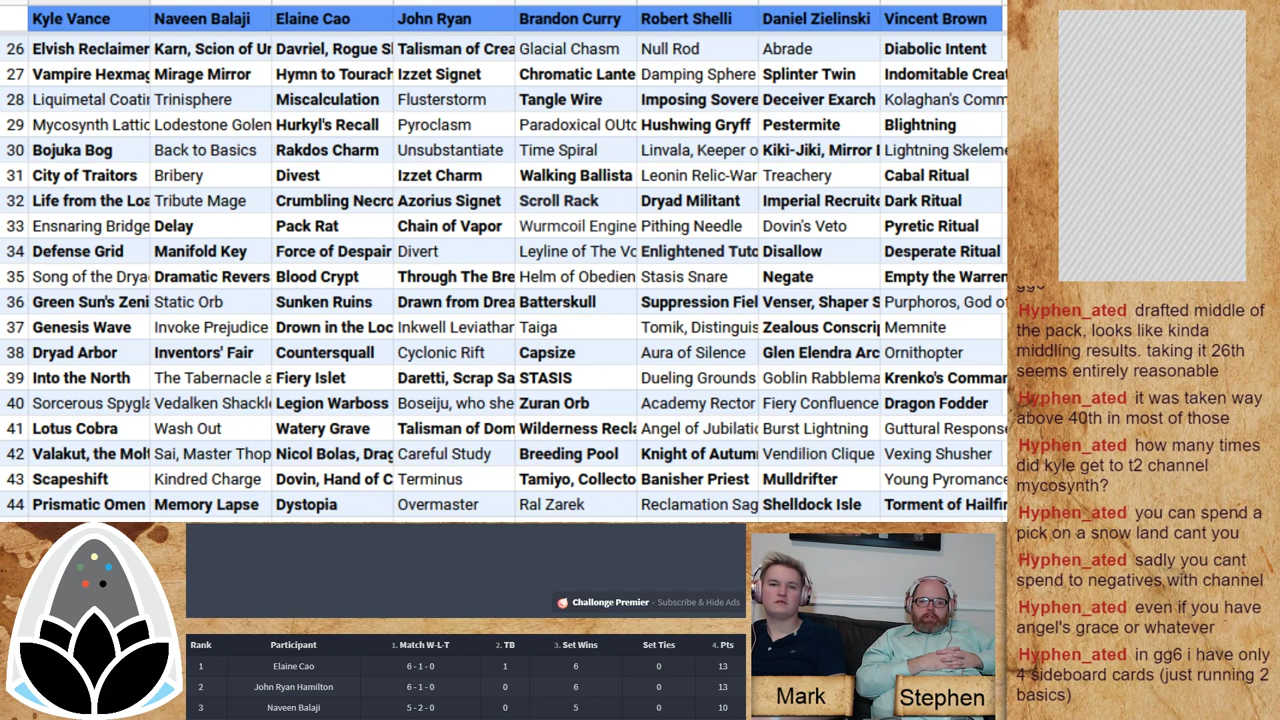 Kyle Vance Naveen Balaji Elaine Cao John Ryan Brandon Curry Robert Shelli Daniel Zielinski Vincent Brown
26 Elvish Reclaimer Karn, Scion of Ur Davriel, Rogue S Talisman of Crea Glacial Chasm Null Rod Abrade Diabolic Intent
27 Vampire Hexmag Mirage Mirror Hymn to Tourach Izzet Signet Chromatic Lante Damping Sphere Splinter Twin Indomitable Creat
28 Liquimetal Coatin Trinisphere Miscalculation Flusterstorm Tangle Wire Imposing Sovere Deceiver Exarch Kolaghan's Comm
29 Mycosynth Lattic Lodestone Golen Hurkyl's Recall Pyroclasm Paradoxical OUtc Hushwing Gryff Pestermite Blightning
30 Bojuka Bog Back to Basics Rakdos Charm Unsubstantiate Time Spiral Linvala, Keeper o Kiki-Jiki, Mirror Lightning Skeleme
31 City of Traitors Bribery Divest Izzet Charm Walking Ballista Leonin Relic-War Treachery Cabal Ritual
32 Life from the Loa Tribute Mage Crumbling Necro Azorius Signet Scroll Rack Dryad Militant Imperial Recruite Dark Ritual
33 Ensnaring Bridge Delay Pack Rat Chain of Vapor Wurmcoil Engine Pithing Needle Dovin's Veto Pyretic Ritual
34 Defense Grid Manifold Key Force of Despair Divert Leyline of The Vo Enlightened Tuto Disallow Desperate Ritual
35 Song of the Drya Dramatic Revers Blood Crypt Through The Bre Helm of Obedien Stasis Snare Negate Empty the Warren
36 Green Sun's Zeni Static Orb Sunken Ruins Drawn from Drea Batterskull Suppression Fiel Venser, Shaper S Purphoros, God o
37 Genesis Wave Invoke Prejudice Drown in the Loc Inkwell Leviathar Taiga Tomik, Distinguis Zealous Conscrip Memnite
38 Dryad Arbor Inventors' Fair Countersquall Cyclonic Rift Capsize Aura of Silence Glen Elendra Arc Ornithopter
39 Into the North The Tabernacle a Fiery Islet Daretti, Scrap Sa STASIS Dueling Grounds Goblin Rabblema Krenko's Comman
40 Sorcerous Spygla Vedalken Shackl Legion Warboss Boseiju, who she Zuran Orb Academy Rector Fiery Confluence Dragon Fodder
41 Lotus Cobra Wash Out Watery Grave Talisman of Dom Wilderness Recla Angel of Jubilatic Burst Lightning Guttural Response
42 Valakut, the Molt Sai, Master Thop Nicol Bolas, Drag Careful Study Breeding Pool Knight of Autumn Vendilion Clique Vexing Shusher
43 Scapeshift Kindred Charge Dovin, Hand of C Terminus Tamiyo, Collecto Banisher Priest Mulldrifter Young Pyromance
44 Prismatic Omen Memory Lapse Dystopia Overmaster Ral Zarek Reclamation Sag Shelldock Isle Torment of Hailfir
Hyphen_ated drafted middle of
the pack, looks like kinda
middling results. taking it 26th
seems entirely reasonable
Hyphen_ated it was taken way
above 40th in most of those
Hyphen_ated how many times
did kyle get to t2 channel
mycosynth?
Hyphen_ated you can spend a
pick on a snow land cant you
Hyphen_ated sadly you cant
spend to negatives with channel
Hyphen_ated even if you have
angel's grace or whatever
Hyphen_ated in gg6 i have only
4 sideboard cards (just running 2
basics)
Challonge Premier - Subscribe & Hide Ads
Rank Participant 1. Match W-L-T 2. TB 3. Set Wins Set Ties 4. Pts
1 Elaine Cao 6 - 1 - 0 1 6 0 13
2 John Ryan Hamilton 6 - 1 - 0 0 6 0 13
3 Naveen Balaji 5 - 2 - 0 0 5 0 10
Mark
Stephen